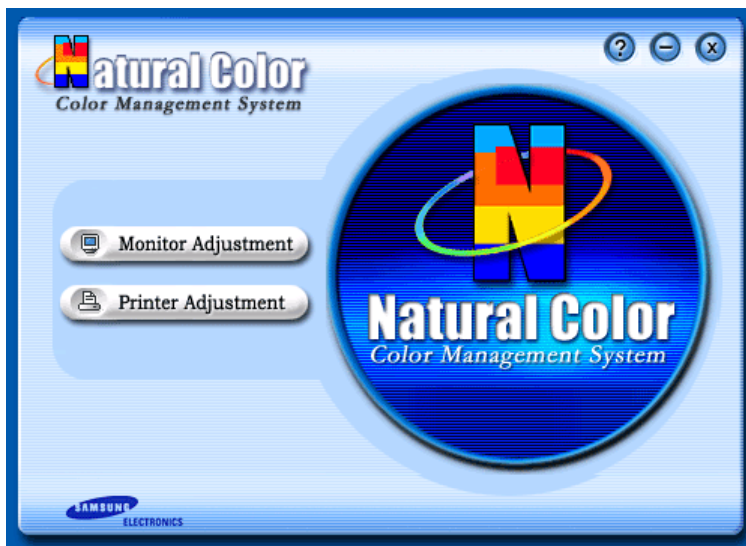 Natural Color
Color Management System
? - x
Monitor Adjustment
Printer Adjustment
N
Natural Color
Color Management System
SAMSUNG
ELECTRONICS